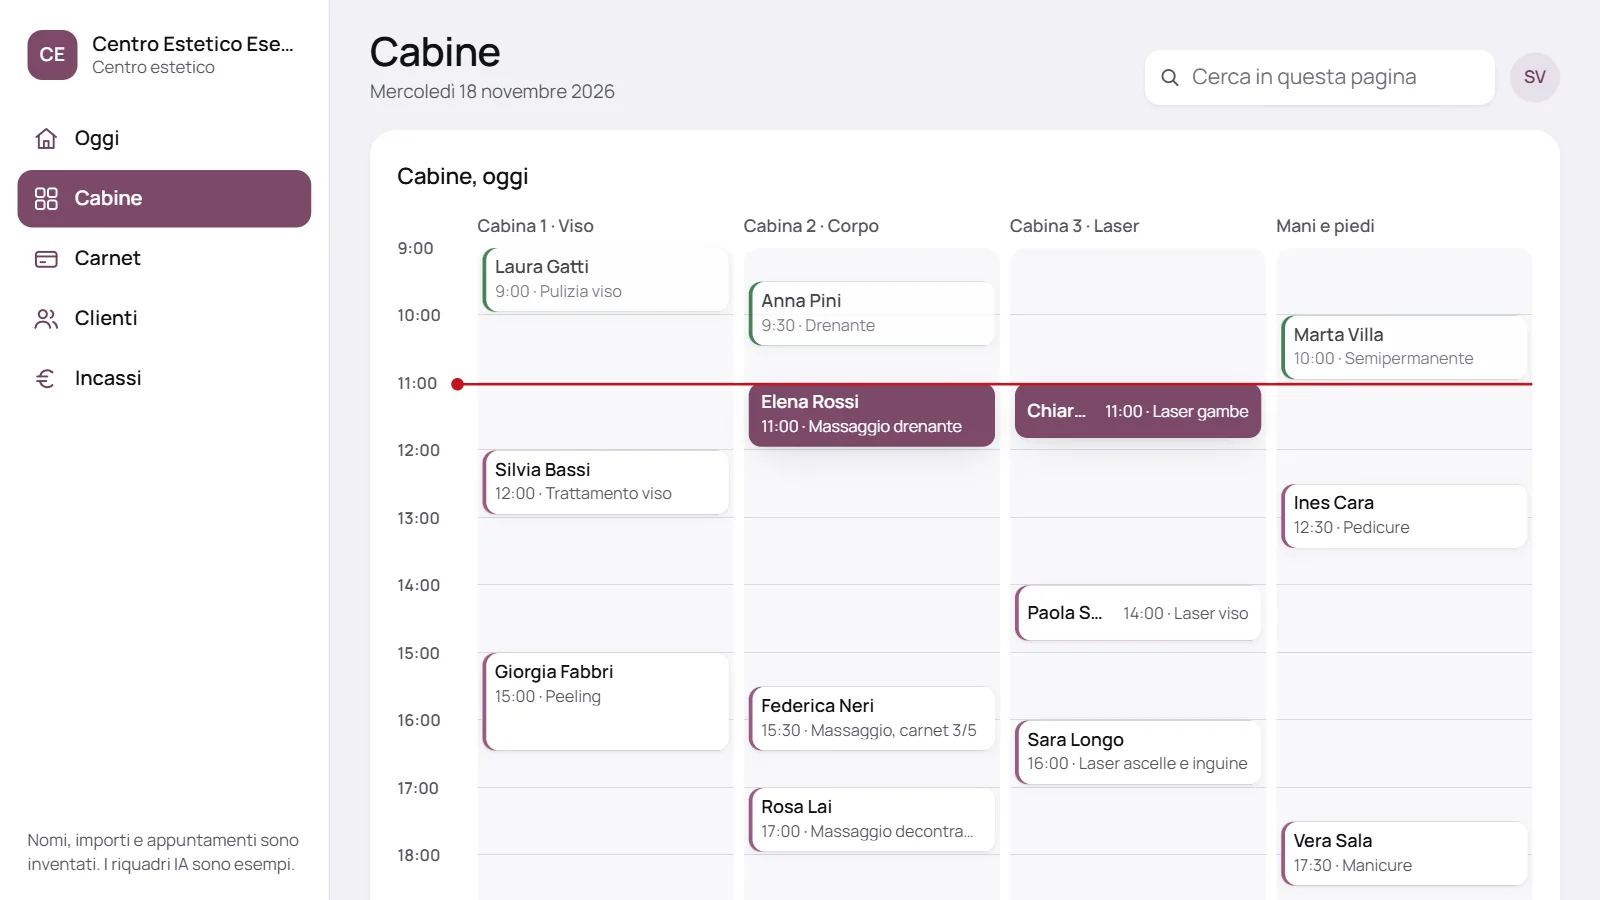 CE
Centro Estetico Ese...
Centro estetico
Oggi
Cabine
Carnet
Clienti
Incassi
Nomi, importi e appuntamenti sono
inventati. I riquadri IA sono esempi.
Cabine
Mercoledì 18 novembre 2026
Cerca in questa pagina
SV
Cabine, oggi
Cabina 1 · Viso
Cabina 2 · Corpo
Cabina 3 · Laser
Mani e piedi
9:00
10:00
11:00
12:00
13:00
14:00
15:00
16:00
17:00
18:00
Laura Gatti
9:00 · Pulizia viso
Silvia Bassi
12:00 · Trattamento viso
Giorgia Fabbri
15:00 · Peeling
Anna Pini
9:30 · Drenante
Elena Rossi
11:00 · Massaggio drenante
Federica Neri
15:30 · Massaggio, carnet 3/5
Rosa Lai
17:00 · Massaggio decontra...
Chiar... 11:00 · Laser gambe
Paola S... 14:00 · Laser viso
Sara Longo
16:00 · Laser ascelle e inguine
Marta Villa
10:00 · Semipermanente
Ines Cara
12:30 · Pedicure
Vera Sala
17:30 · Manicure